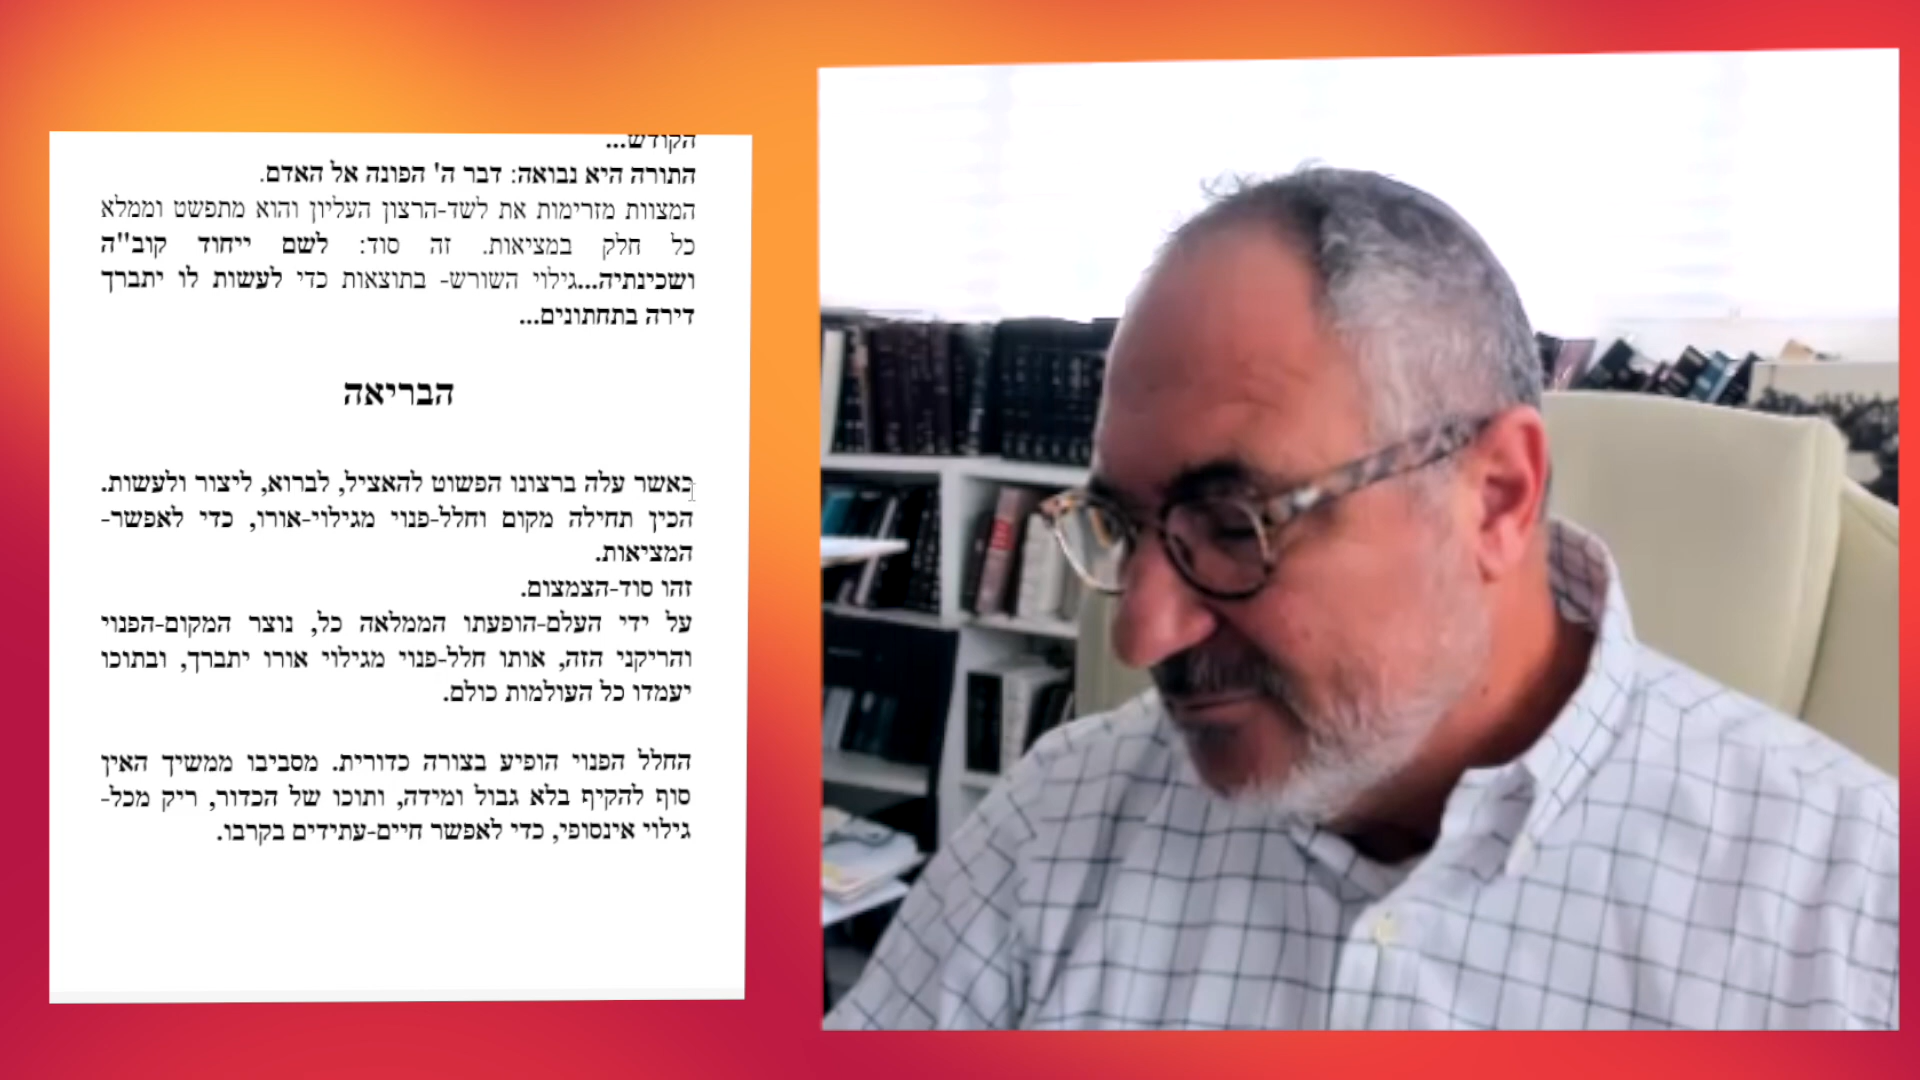 הקודש...
התורה היא נבואה: דבר ה' הפונה אל האדם.
המצוות מזרימות את לשד-הרצון העליון והוא מתפשט וממלא
כל חלק במציאות. זה סוד: לשם ייחוד קוב"ה
ושכינתיה...גילוי השורש- בתוצאות כדי לעשות לו יתברך
דירה בתחתונים...
הבריאה
כאשר עלה ברצונו הפשוט להאציל, לברוא, ליצור ולעשות.
הכין תחילה מקום וחלל-פנוי מגילוי-אורו, כדי לאפשר-
המציאות.
זהו סוד-הצמצום.
על ידי העלם-הופעתו הממלאה כל, נוצר המקום-הפנוי
והריקני הזה, אותו חלל-פנוי מגילוי אורו יתברך, ובתוכו
יעמדו כל העולמות כולם.
החלל הפנוי הופיע בצורה כדורית. מסביבו ממשיך האין
סוף להקיף בלא גבול ומידה, ותוכו של הכדור, ריק מכל-
גילוי אינסופי, כדי לאפשר חיים-עתידים בקרבו.